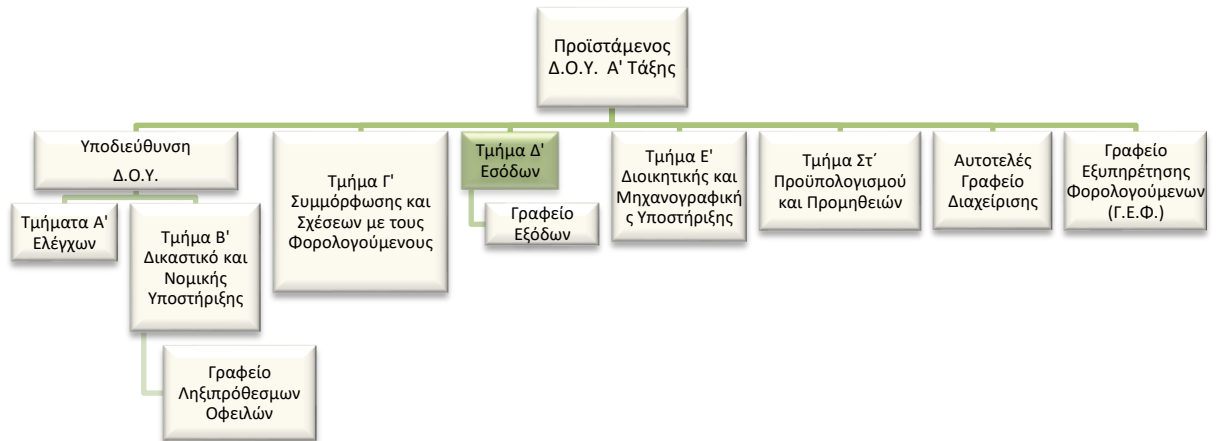 Προϊστάμενος
Δ.Ο.Υ. Α' Τάξης
Υποδιεύθυνση
Δ.Ο.Υ.
Τμήματα Α'
Ελέγχων
Τμήμα Β'
Δικαστικό και
Νομικής
Υποστήριξης
Γραφείο
Ληξιπρόθεσμων
Οφειλών
Τμήμα Γ'
Συμμόρφωσης και
Σχέσεων με τους
Φορολογούμενους
Τμήμα Δ'
Εσόδων
Γραφείο
Εξόδων
Τμήμα Ε'
Διοικητικής και
Μηχανογραφική
ς Υποστήριξης
Τμήμα Στ΄
Προϋπολογισμού
και Προμηθειών
Αυτοτελές
Γραφείο
Διαχείρισης
Γραφείο
Εξυπηρέτησης
Φορολογούμενων
(Γ.Ε.Φ.)